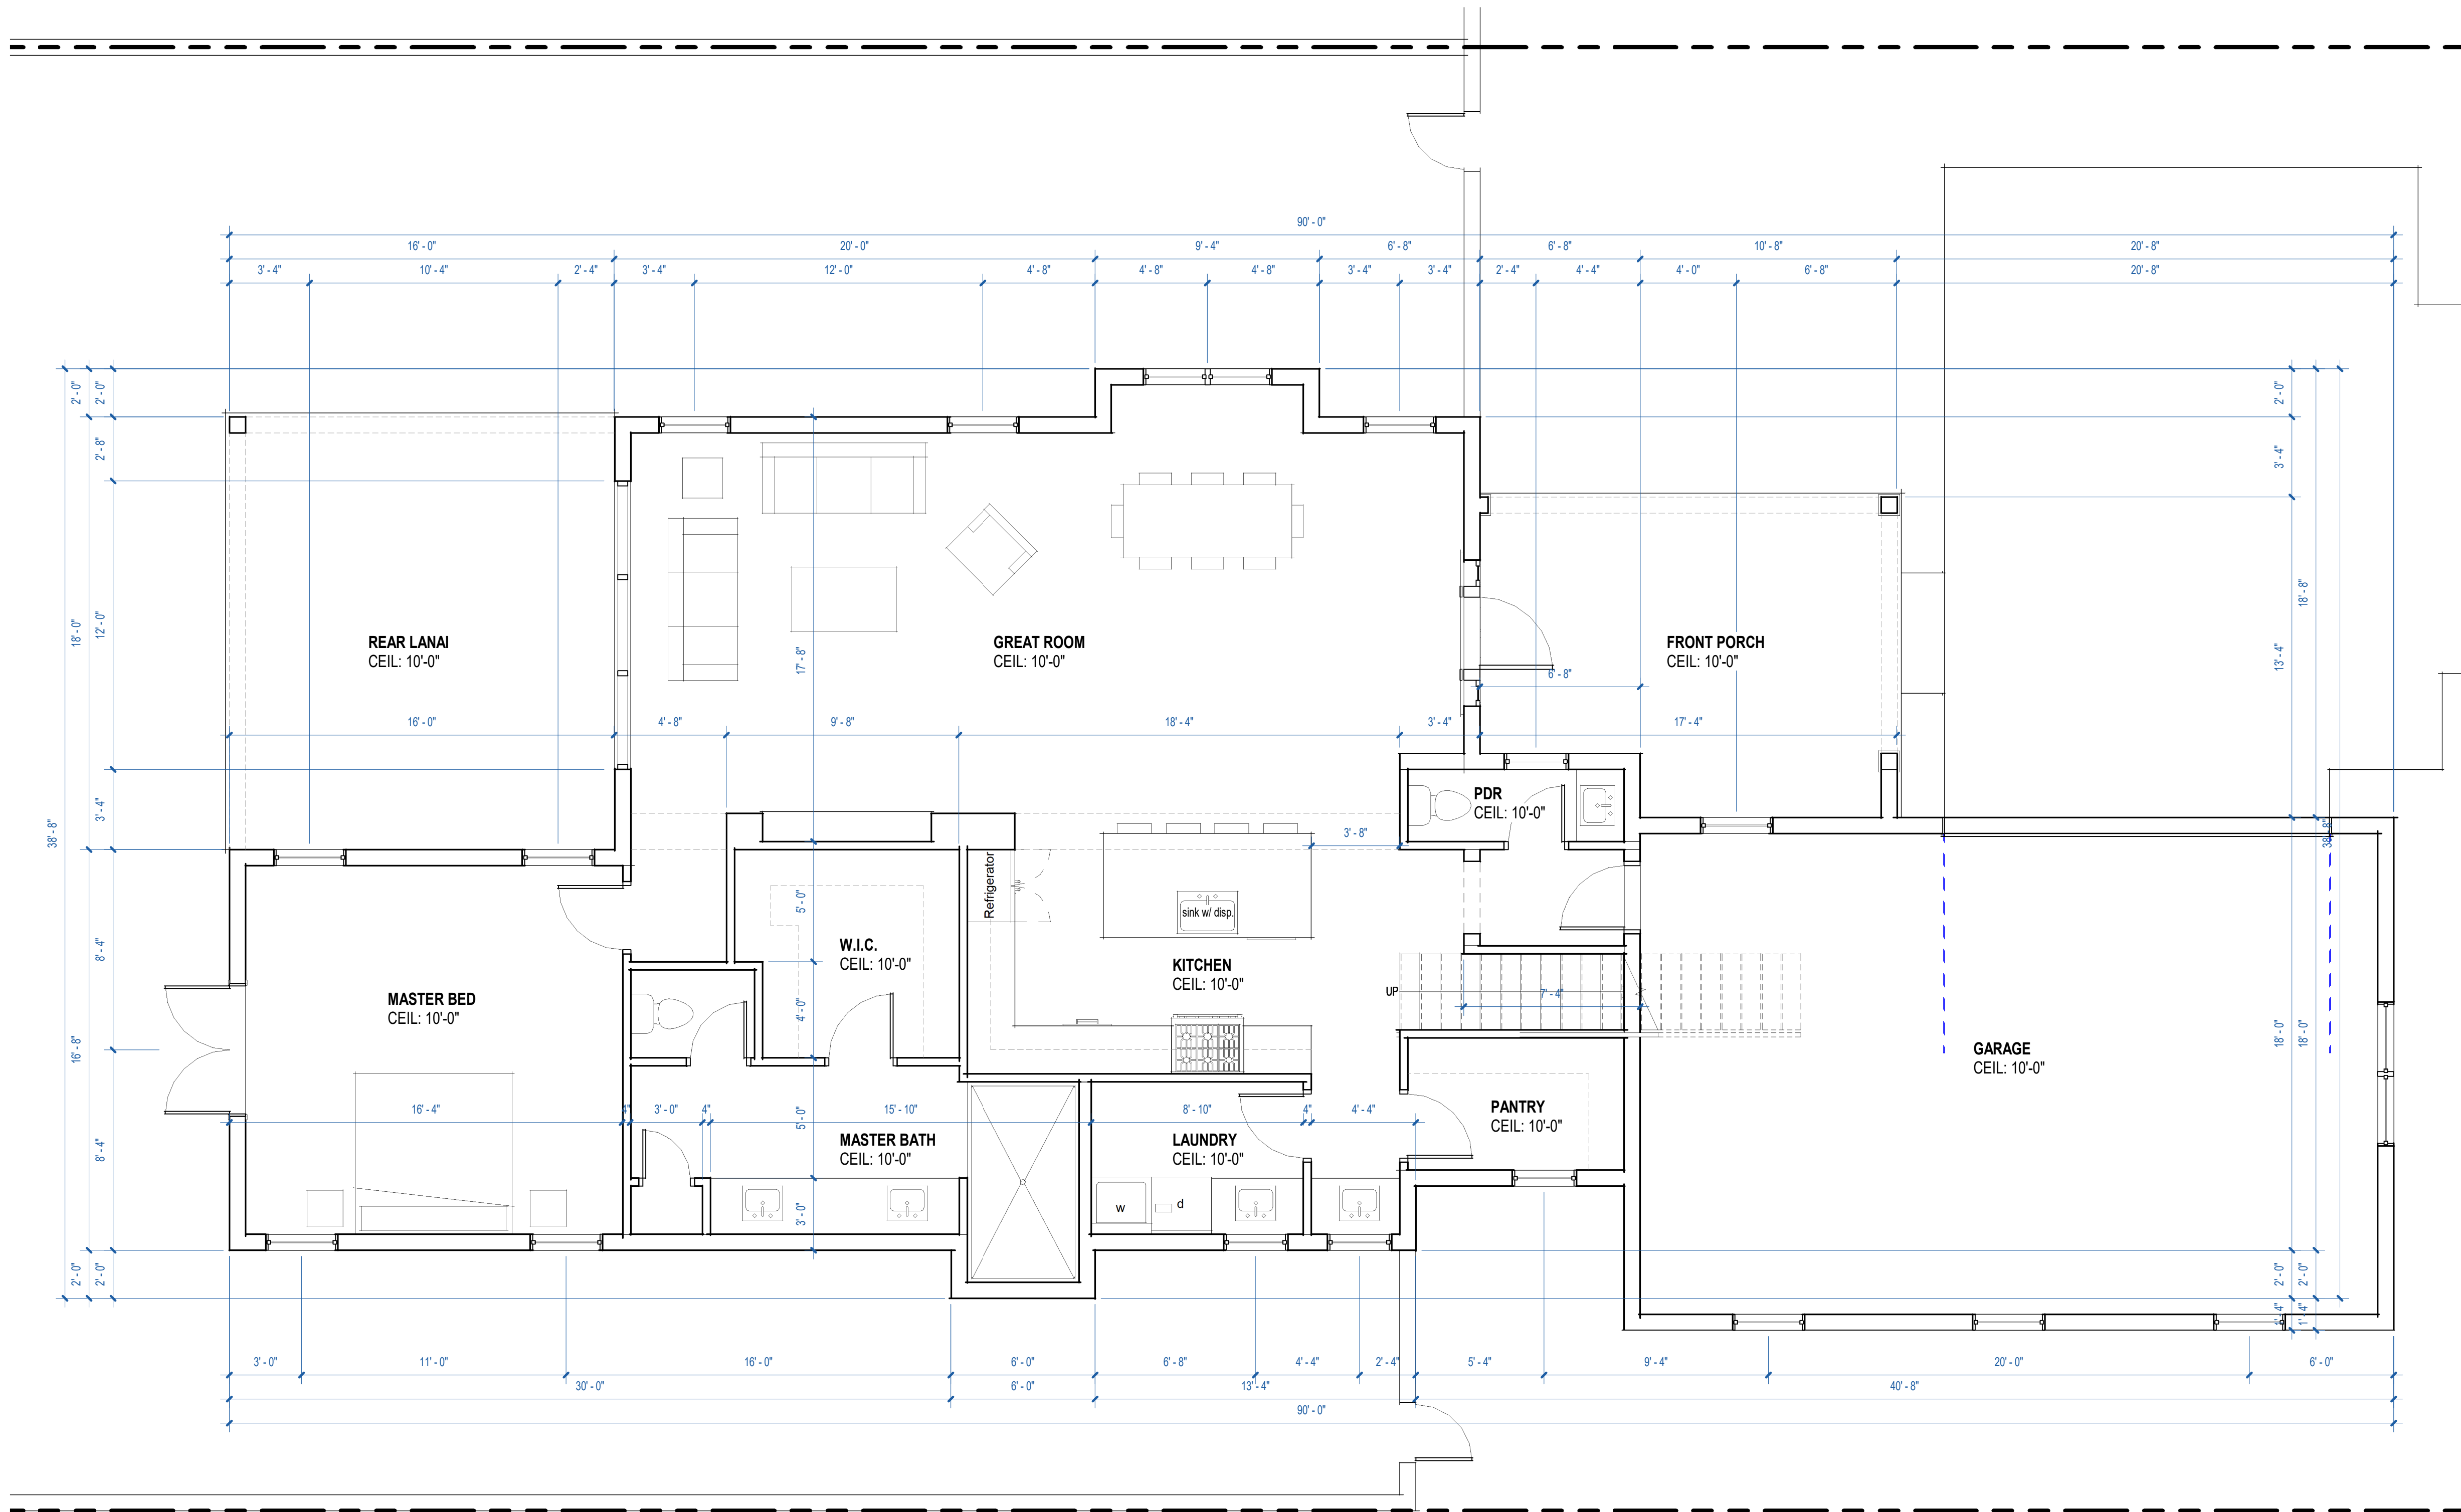 90' - 0"
16' - 0"
20' - 0"
9' - 4"
6' - 8"
6' - 8"
10' - 8"
20' - 8"
3' - 4"
10' - 4"
2' - 4"
3' - 4"
12' - 0"
4' - 8"
4' - 8"
4' - 8"
3' - 4"
3' - 4"
2' - 4"
4' - 4"
4' - 0"
6' - 8"
20' - 8"
38' - 8"
2' - 0"
18' - 0"
16' - 8"
2' - 0"
2' - 0"
2' - 8"
12' - 0"
3' - 4"
8' - 4"
8' - 4"
2' - 0"
REAR LANAI
CEIL: 10'-0"
GREAT ROOM
CEIL: 10'-0"
FRONT PORCH
CEIL: 10'-0"
17' - 8"
6' - 8"
16' - 0"
4' - 8"
9' - 8"
18' - 4"
3' - 4"
17' - 4"
PDR
CEIL: 10'-0"
3' - 8"
Refrigerator
sink w/ disp.
5' - 0"
W.I.C.
CEIL: 10'-0"
KITCHEN
CEIL: 10'-0"
UP
7' - 4"
MASTER BED
CEIL: 10'-0"
4' - 0"
GARAGE
CEIL: 10'-0"
16' - 4"
4"
3' - 0"
4"
15' - 10"
8' - 10"
4"
4' - 4"
PANTRY
CEIL: 10'-0"
5' - 0"
MASTER BATH
CEIL: 10'-0"
LAUNDRY
CEIL: 10'-0"
3' - 0"
w
d
2' - 0"
3' - 4"
13' - 4"
18' - 0"
2' - 0"
1' - 4"
18' - 8"
18' - 0"
2' - 0"
1' - 4"
38' - 8"
3' - 0"
11' - 0"
16' - 0"
6' - 0"
6' - 8"
4' - 4"
2' - 4"
5' - 4"
9' - 4"
20' - 0"
6' - 0"
30' - 0"
6' - 0"
13' - 4"
40' - 8"
90' - 0"